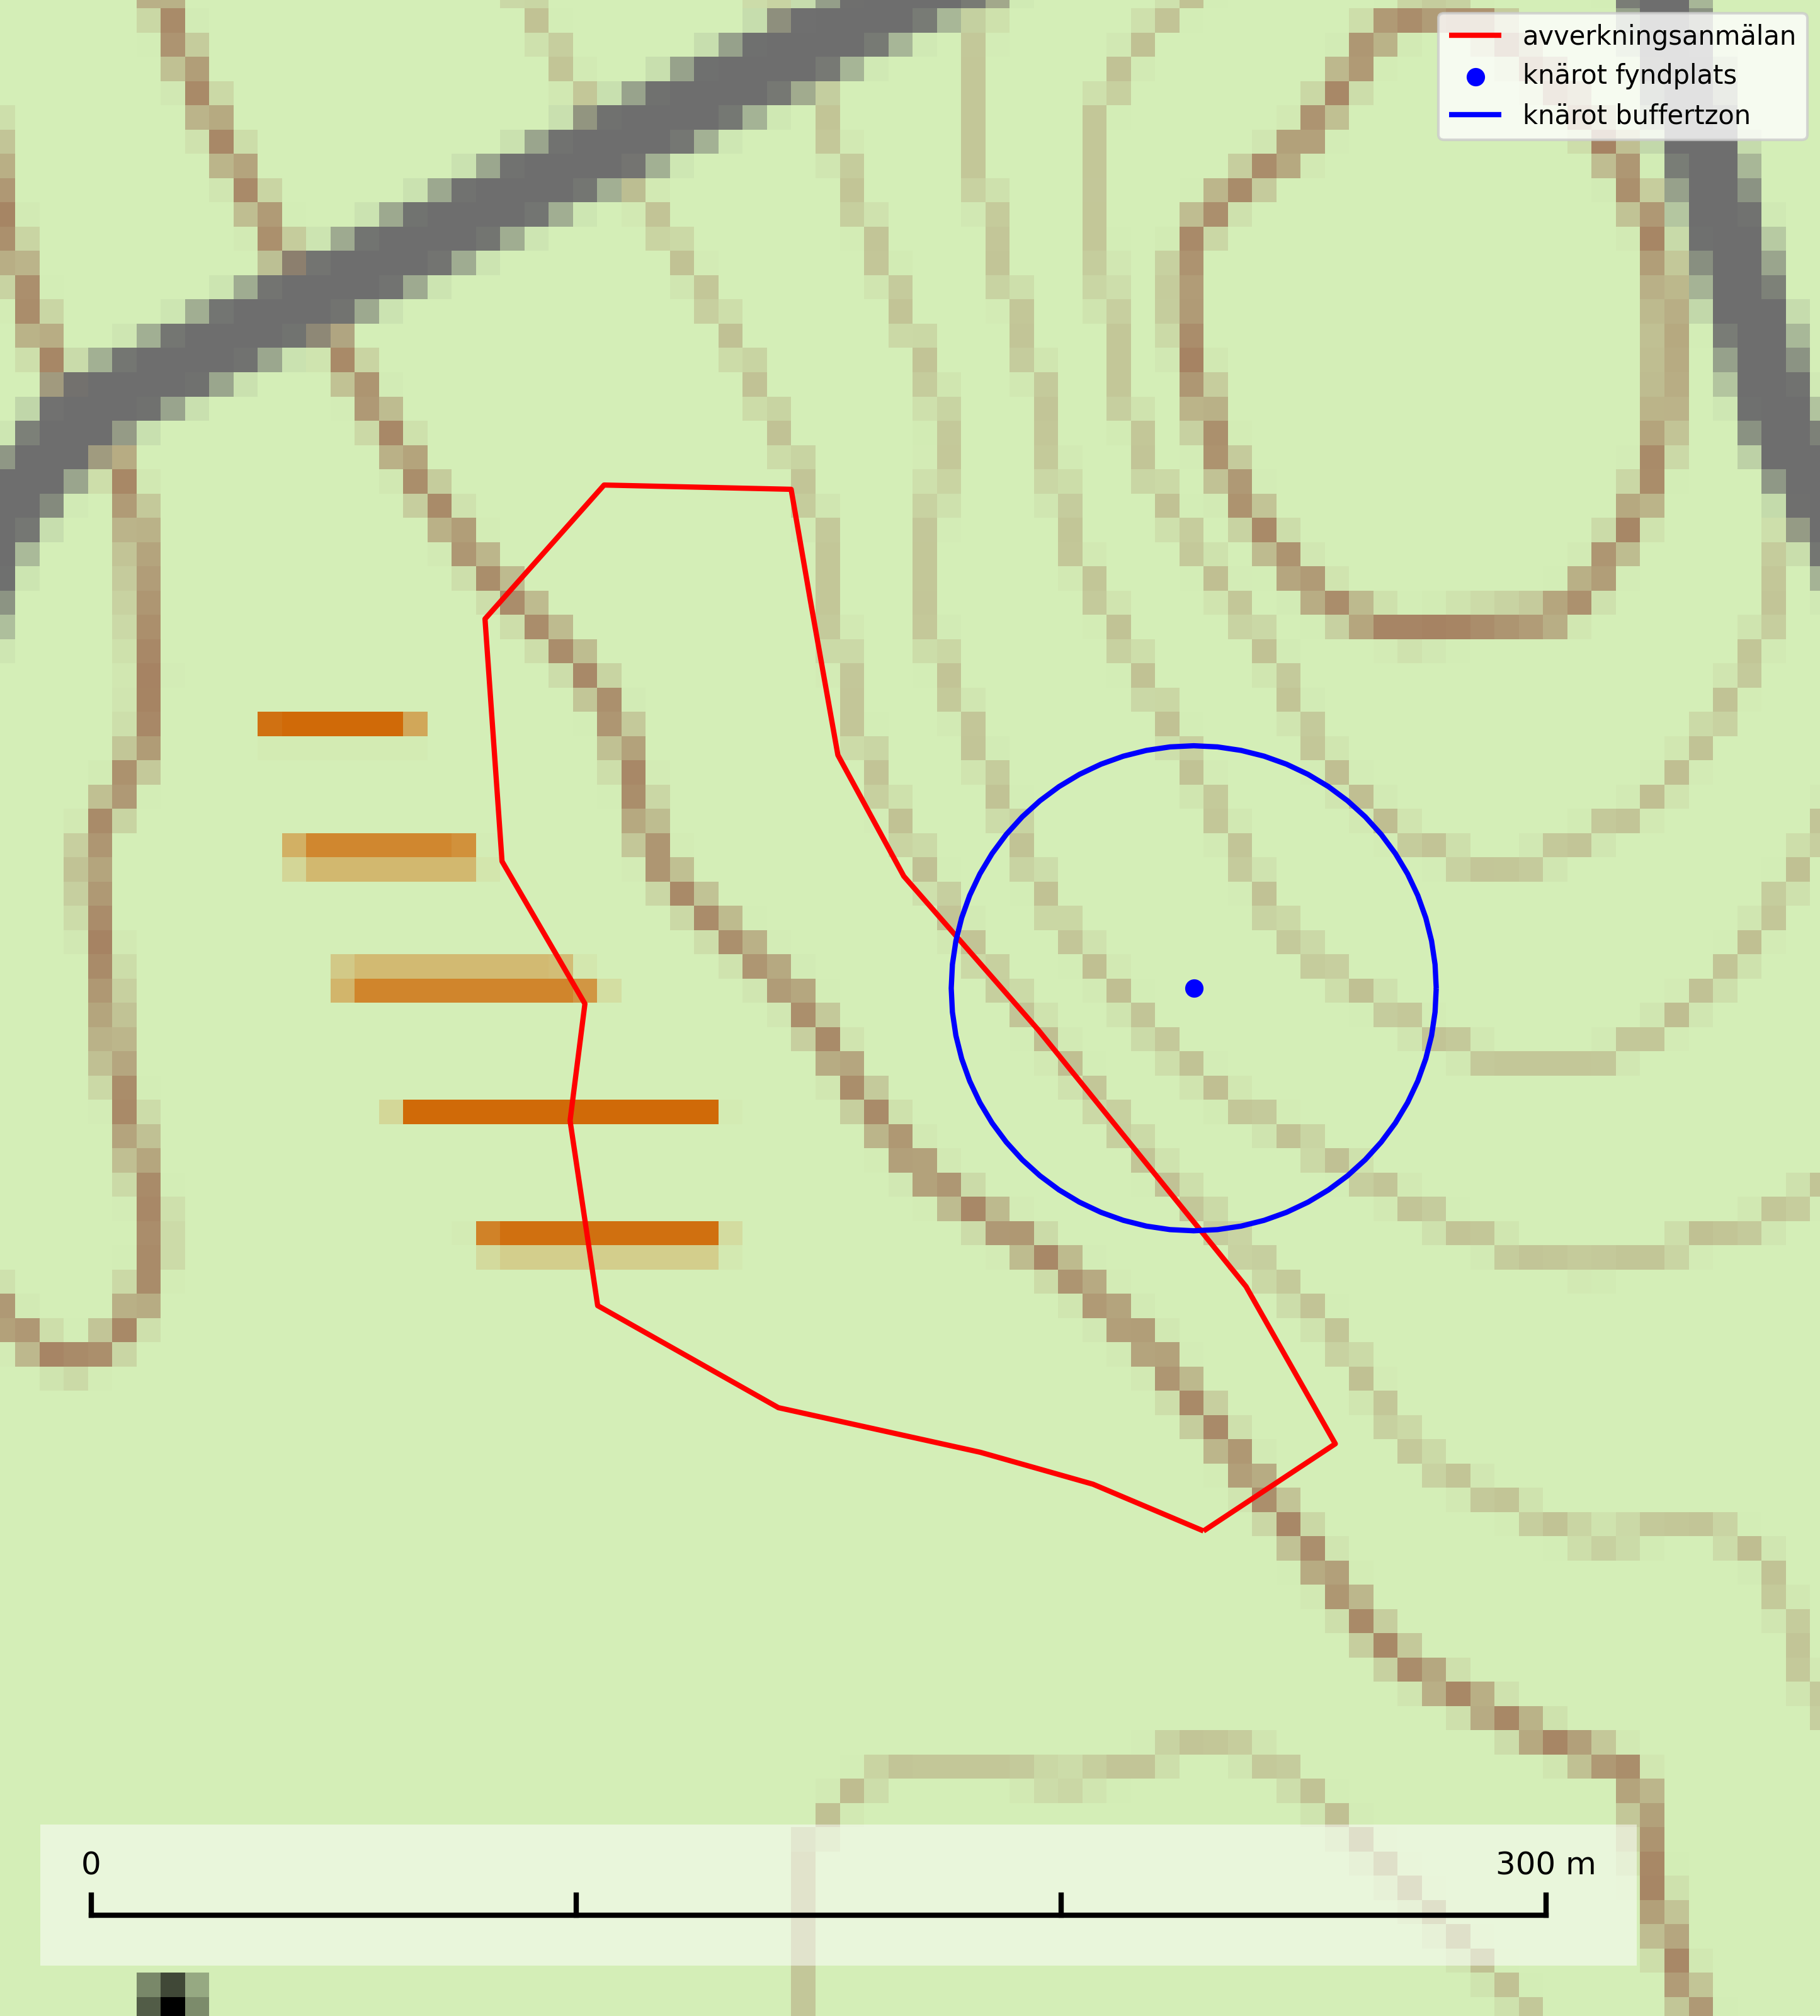 avverkningsanmälan
knärot fyndplats
knärot buffertzon
0
300 m